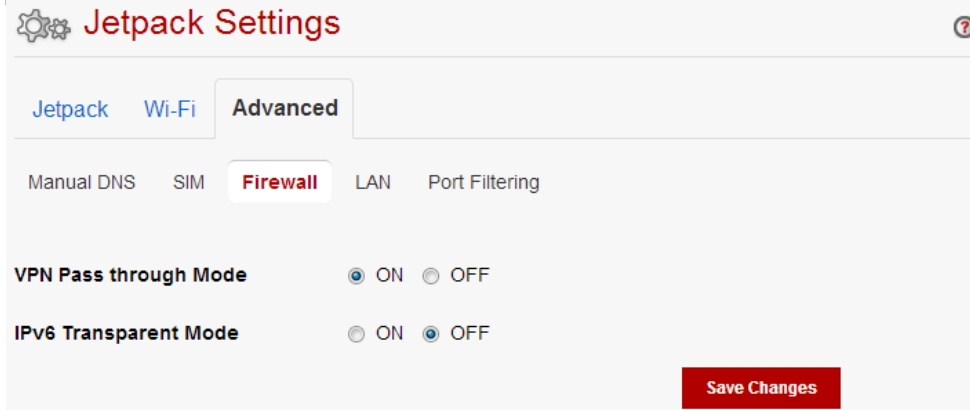 Jetpack Settings
?
Jetpack Wi-Fi Advanced
Manual DNS SIM Firewall LAN Port Filtering
VPN Pass through Mode ON OFF
IPv6 Transparent Mode ON OFF
Save Changes